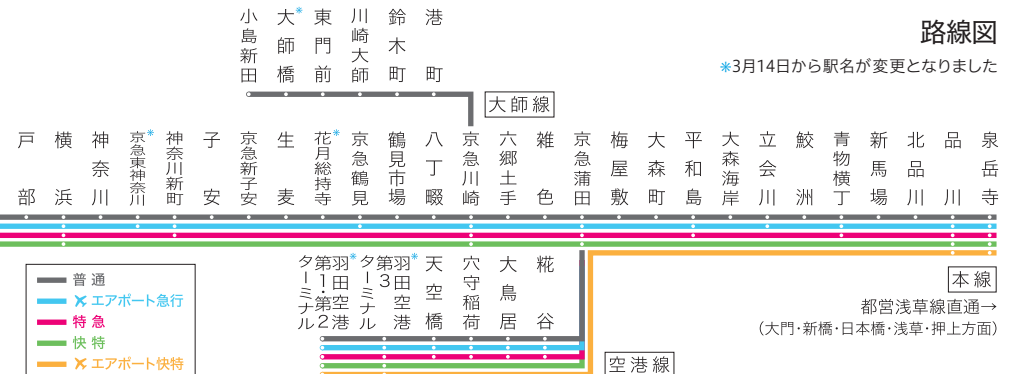 路線図
*3月14日から駅名が変更となりました
小島新田
大師橋*
東門前
川崎大師
鈴木町
港町
大師線
戸部
横浜
神奈川
京急東神奈川*
神奈川新町
子安
京急新子安
生麦
花月総持寺*
京急鶴見
鶴見市場
八丁畷
京急川崎
六郷土手
雑色
京急蒲田
梅屋敷
大森町
平和島
大森海岸
立会川
鮫洲
青物横丁
新馬場
北品川
品川
泉岳寺
羽田空港*
第1・第2
ターミナル
羽田空港*
第3
ターミナル
天空橋
穴守稲荷
大鳥居
糀谷
空港線
本線
都営浅草線直通→
(大門・新橋・日本橋・浅草・押上方面)
普通
エアポート急行
特急
快特
エアポート快特